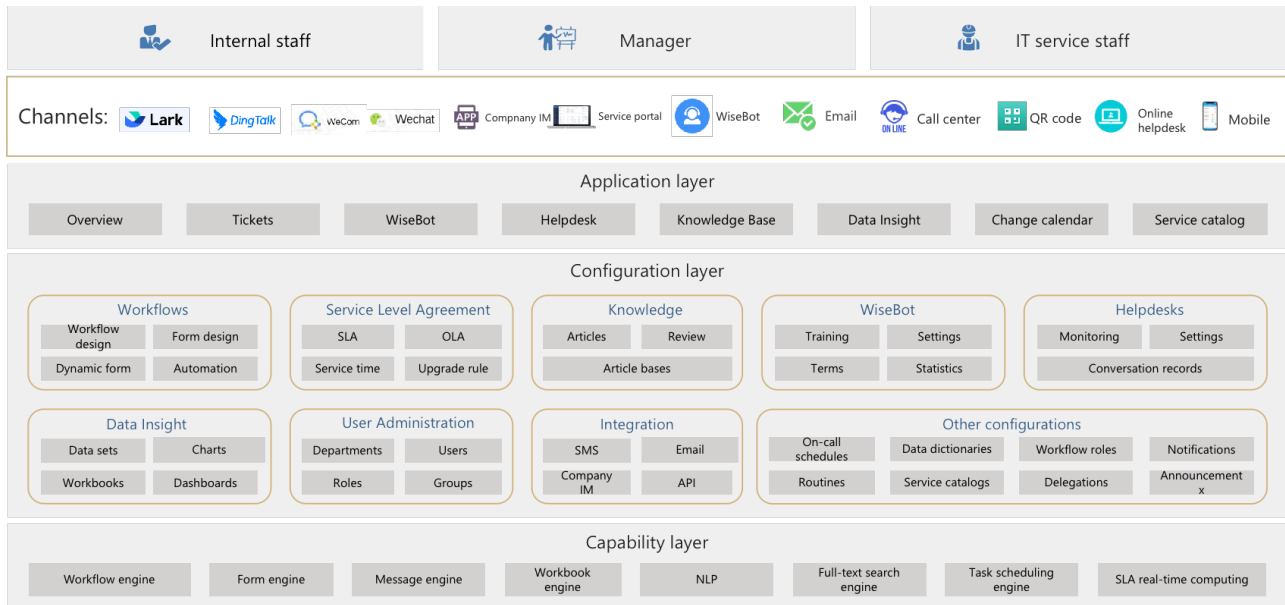 Internal staff
Manager
IT service staff
Channels:
Lark
DingTalk
WeCom
Wechat
APP
Compnany IM
Service portal
WiseBot
Email
ON LINE
Call center
QR code
Online
helpdesk
Mobile
Application layer
Overview
Tickets
WiseBot
Helpdesk
Knowledge Base
Data Insight
Change calendar
Service catalog
Configuration layer
Workflows
Workflow
design
Form design
Dynamic form
Automation
Service Level Agreement
SLA
OLA
Service time
Upgrade rule
Knowledge
Articles
Review
Article bases
WiseBot
Training
Settings
Terms
Statistics
Helpdesks
Monitoring
Settings
Conversation records
Data Insight
Data sets
Charts
Workbooks
Dashboards
User Administration
Departments
Users
Roles
Groups
Integration
SMS
Email
Company
IM
API
Other configurations
On-call
schedules
Data dictionaries
Workflow roles
Notifications
Routines
Service catalogs
Delegations
Announcement
x
Capability layer
Workflow engine
Form engine
Message engine
Workbook
engine
NLP
Full-text search
engine
Task scheduling
engine
SLA real-time computing